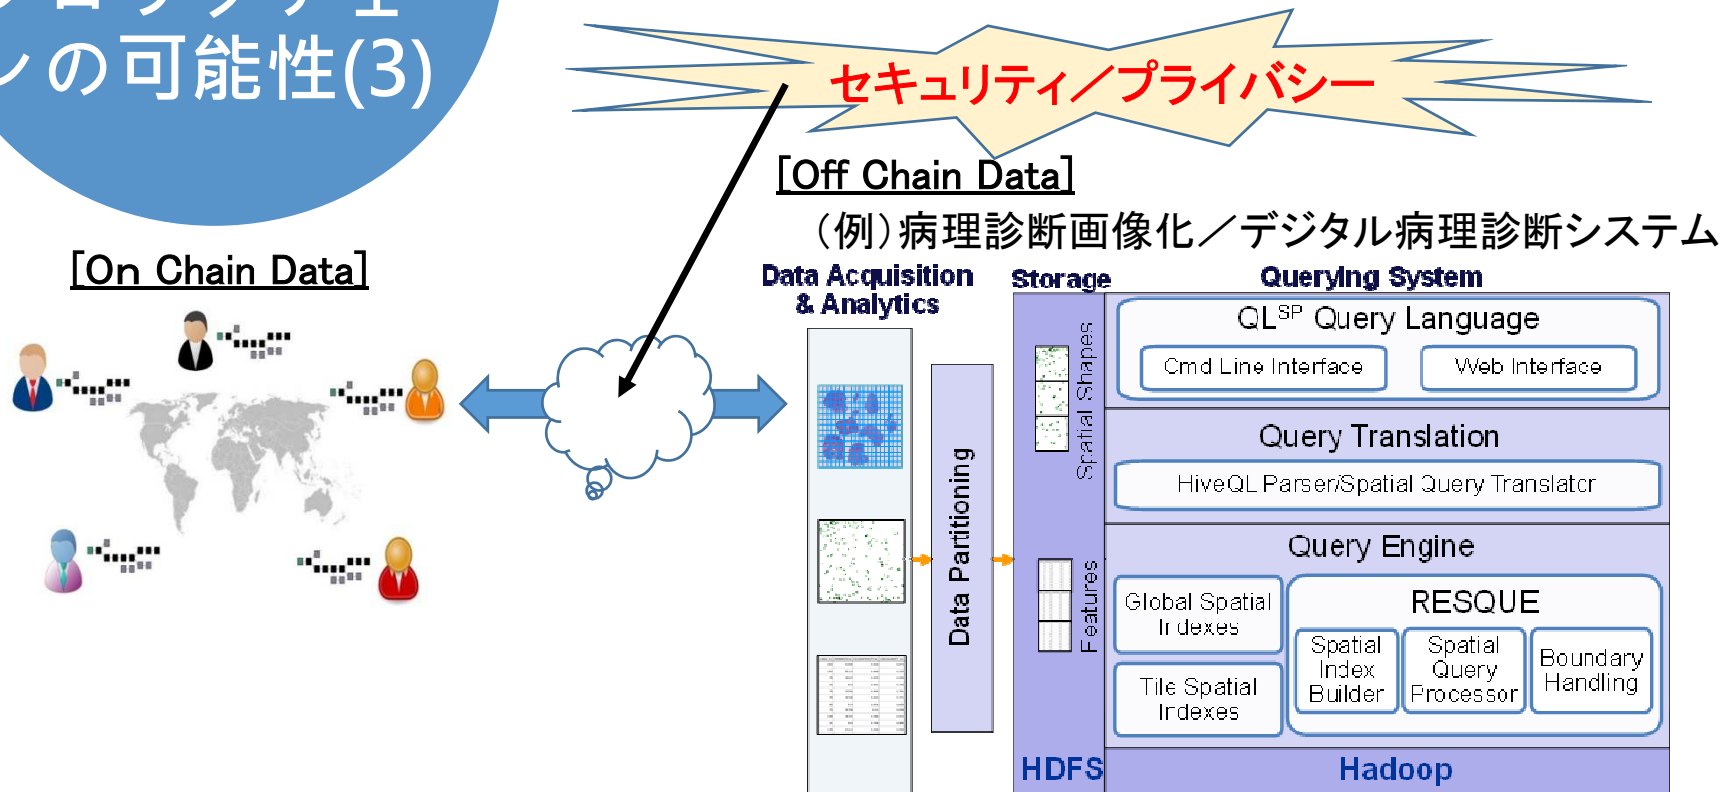 ンの可能性(3)
セキュリティ／プライバシー
[Off Chain Data]
（例）病理診断画像化／デジタル病理診断システム
[On Chain Data]
Data Acquisition
& Analytics
Storage
Querying System
Spatial Shapes
Features
HDFS
Data Partitioning
QLSP Query Language
Cmd Line Interface
Web Interface
Query Translation
HiveQL Parser/Spatial Query Translator
Query Engine
Global Spatial
Indexes
Tile Spatial
Indexes
RESQUE
Spatial
Index
Builder
Spatial
Query
Processor
Boundary
Handling
Hadoop